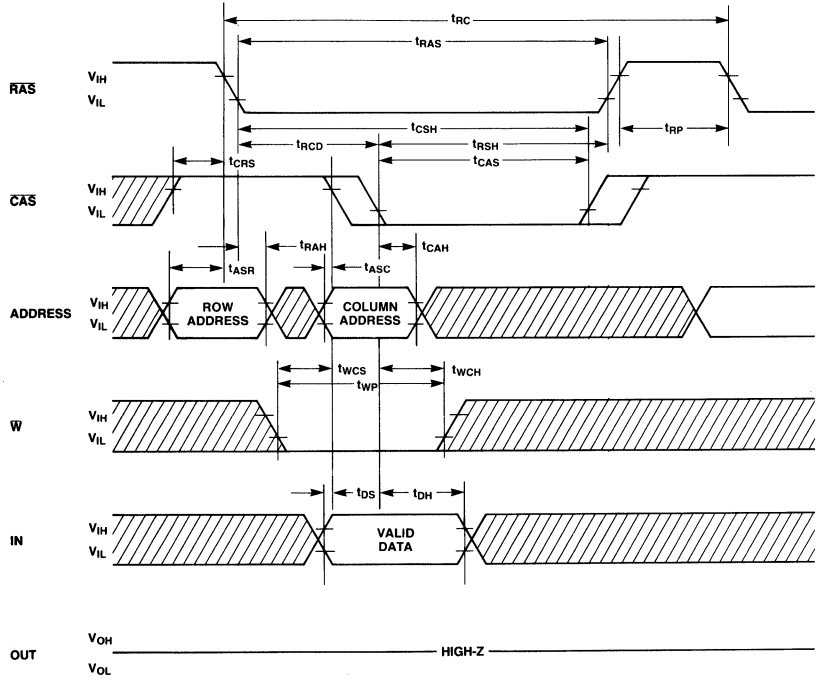 tRC
tRAS
RAS
VIH
VIL
tCSH
tRCD
tRSH
tRP
tCRS
tCAS
CAS
VIH
VIL
tRAH
tCAH
tASR
tASC
ADDRESS
VIH
VIL
ROW
ADDRESS
COLUMN
ADDRESS
tWCS
tWCH
tWP
W
VIH
VIL
tDS
tDH
IN
VIH
VIL
VALID
DATA
OUT
VOH
HIGH-Z
VOL